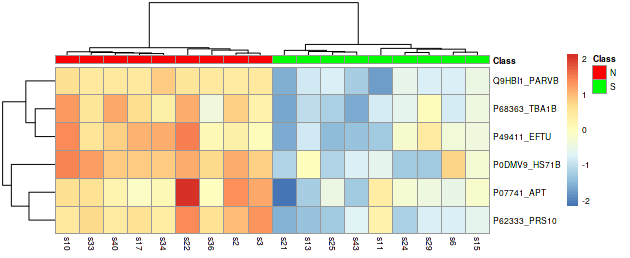 Class
Q9HBI1_PARVB
P68363_TBA1B
P49411_EFTU
P0DMV9_HS71B
P07741_APT
P62333_PRS10
s10 s33 s40 s17 s34 s22 s36 s2 s3 s21 s13 s25 s43 s11 s24 s29 s6 s15
2
1
0
-1
-2
Class
N
S